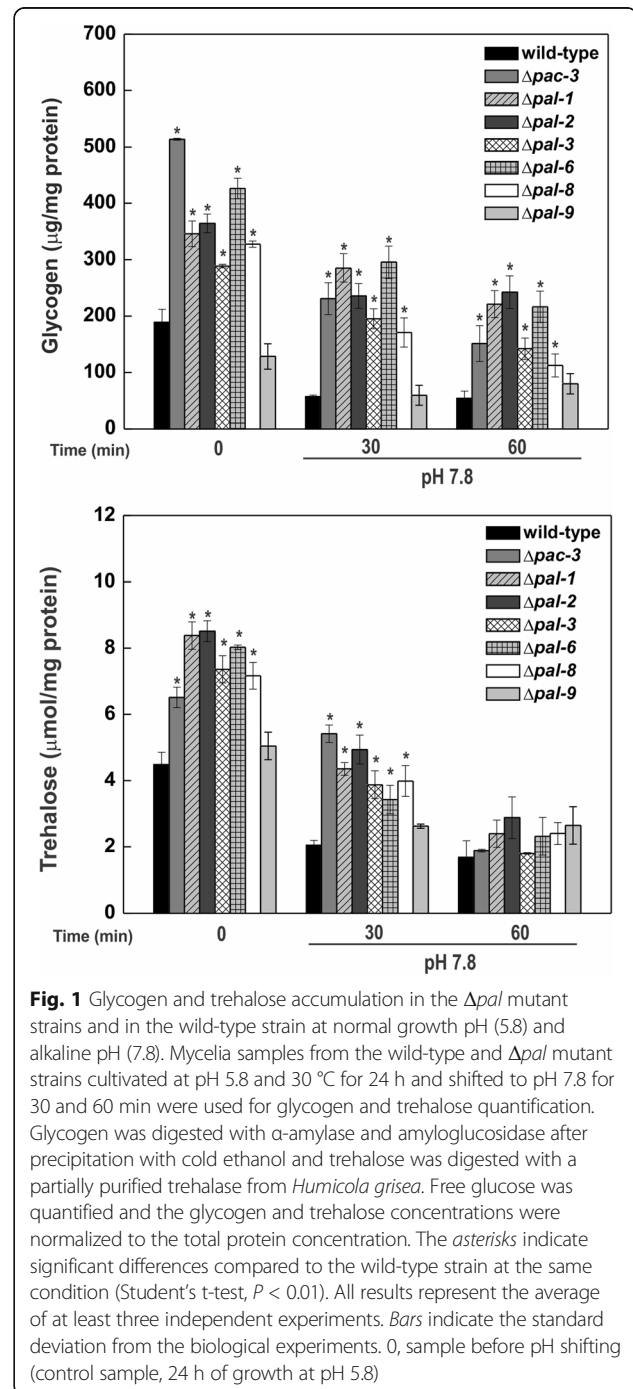 700
600
500
400
300
200
100
0
Glycogen (µg/mg protein)
wild-type
Δpac-3
Δpal-1
Δpal-2
Δpal-3
Δpal-6
Δpal-8
Δpal-9
* * * * * *
* * * * * *
* * * * * *
Time (min) 0 30 60
pH 7.8
12
10
8
6
4
2
0
Trehalose (µmol/mg protein)
wild-type
Δpac-3
Δpal-1
Δpal-2
Δpal-3
Δpal-6
Δpal-8
Δpal-9
* * * * * *
* * * * * *
Time (min) 0 30 60
pH 7.8
Fig. 1 Glycogen and trehalose accumulation in the Δpal mutant
strains and in the wild-type strain at normal growth pH (5.8) and
alkaline pH (7.8). Mycelia samples from the wild-type and Δpal mutant
strains cultivated at pH 5.8 and 30 °C for 24 h and shifted to pH 7.8 for
30 and 60 min were used for glycogen and trehalose quantification.
Glycogen was digested with α-amylase and amyloglucosidase after
precipitation with cold ethanol and trehalose was digested with a
partially purified trehalase from Humicola grisea. Free glucose was
quantified and the glycogen and trehalose concentrations were
normalized to the total protein concentration. The asterisks indicate
significant differences compared to the wild-type strain at the same
condition (Student's t-test, P < 0.01). All results represent the average
of at least three independent experiments. Bars indicate the standard
deviation from the biological experiments. 0, sample before pH shifting
(control sample, 24 h of growth at pH 5.8)